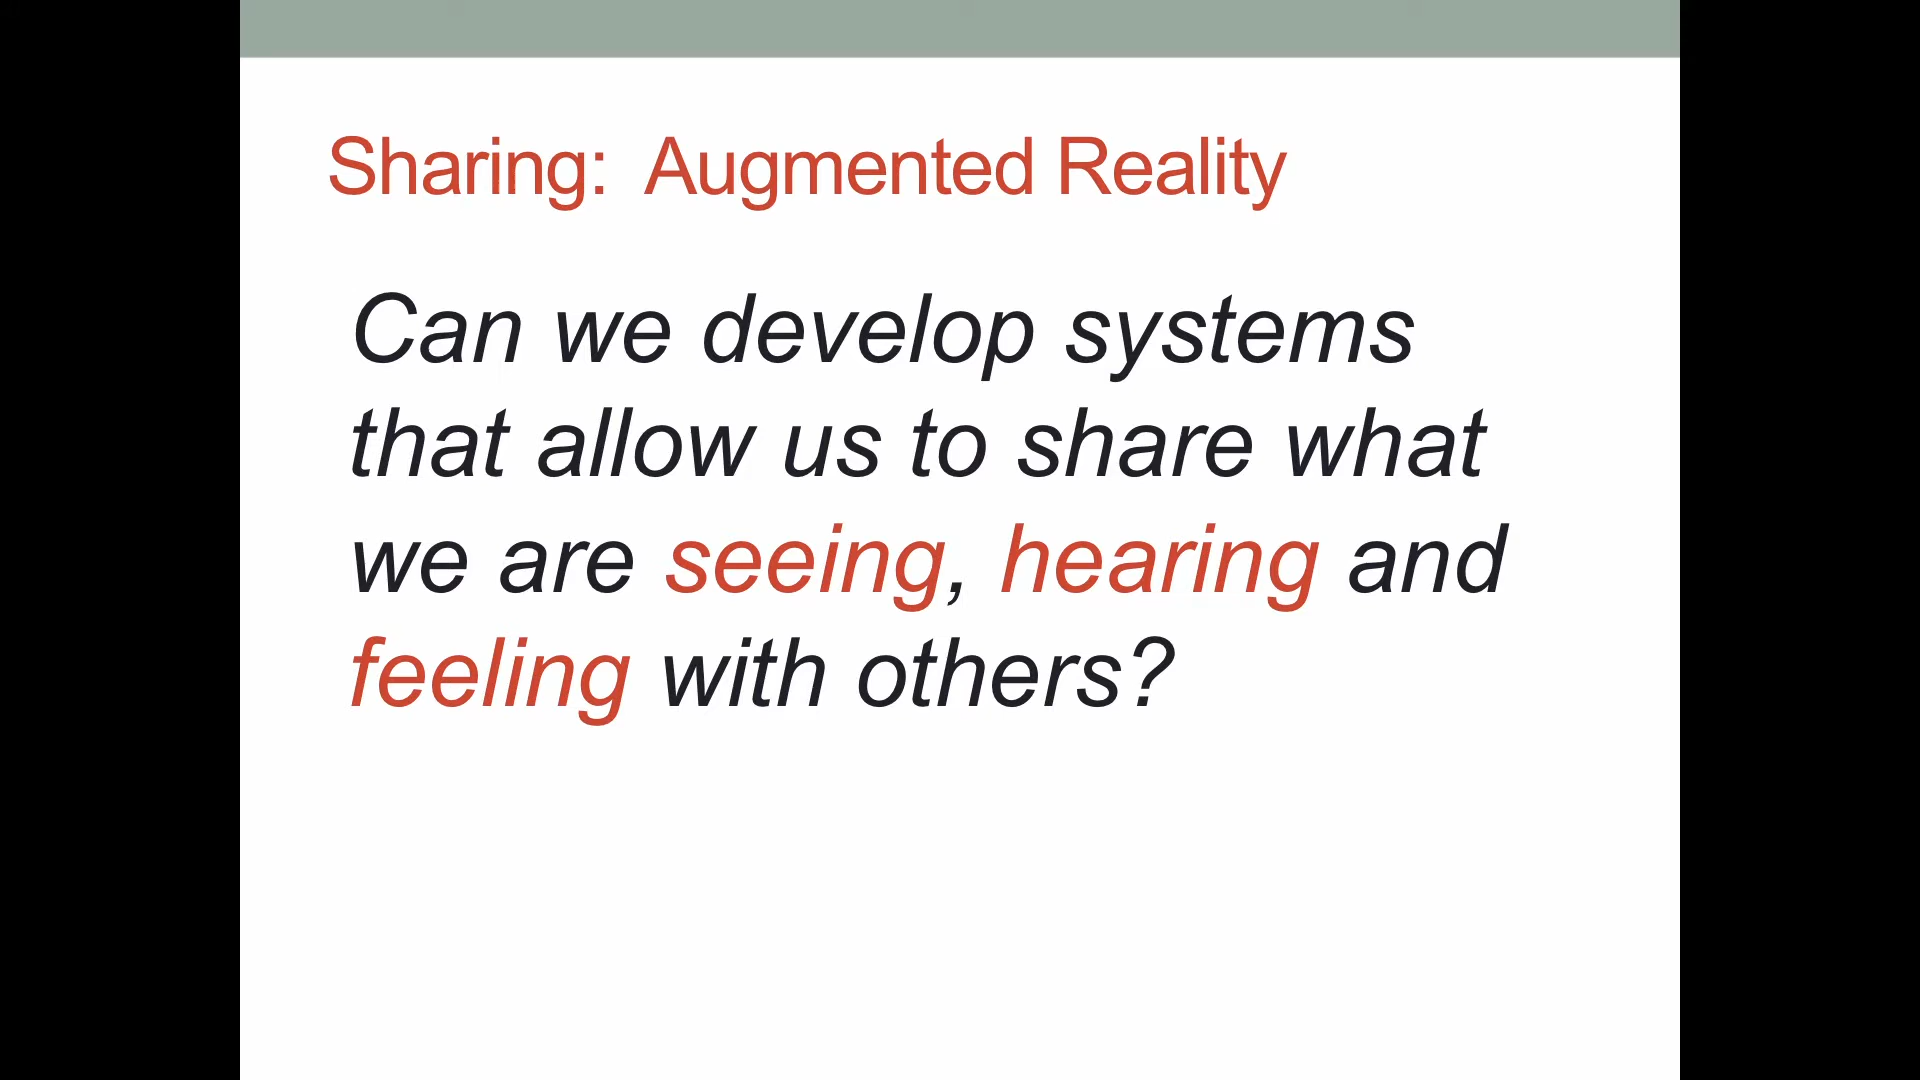 Sharing:  Augmented Reality
Can we develop systems
that allow us to share what
we are seeing, hearing and
feeling with others?